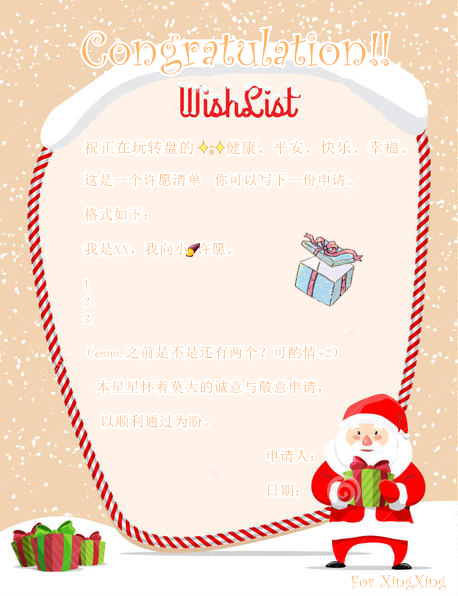 Congratulation!!
WishList
祝正在玩转盘的✨;✨健康、平安、快乐、幸福。
这是一个许愿清单 你可以写下一份申请。
格式如下：
我是XX，我向小🍠许愿。
1
2
3
（emm_之前是不是还有两个？可酌情+2）
本星星怀着莫大的诚意与敬意申请，
以顺利通过为盼。
申请人：
日期：
For XingXing